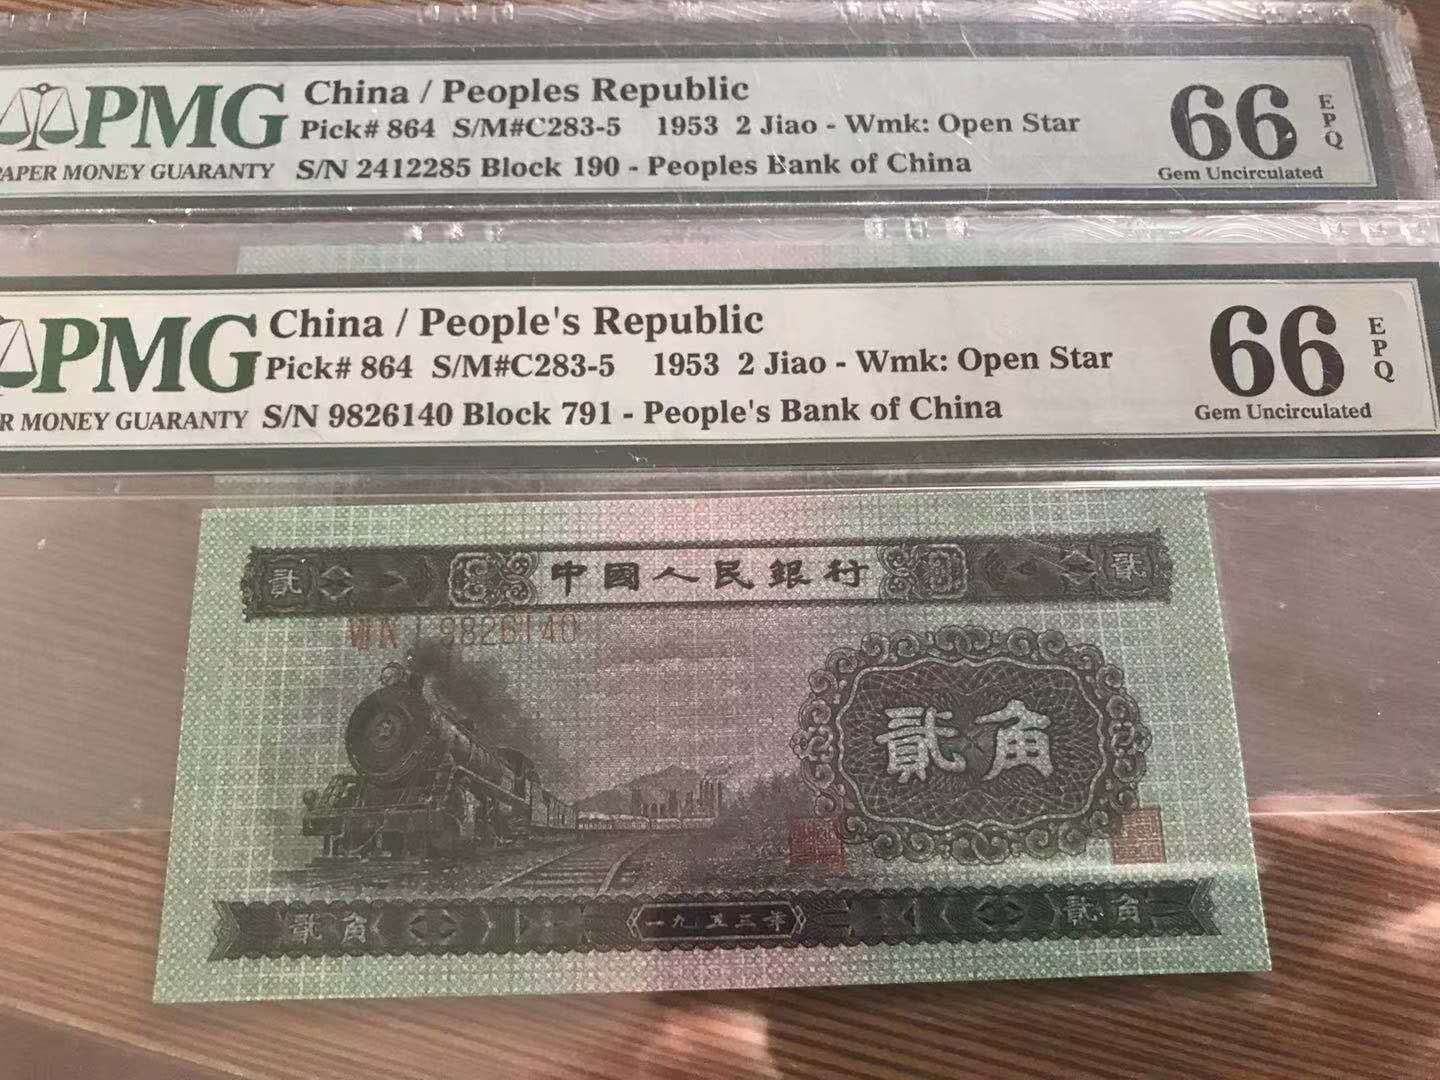 PMG
China / Peoples Republic
Pick# 864 S/M#C283-5 1953 2 Jiao - Wmk: Open Star
APER MONEY GUARANTY S/N 2412285 Block 190 - Peoples Bank of China
66 EPQ
Gem Uncirculated
PMG
China / People's Republic
Pick# 864 S/M#C283-5 1953 2 Jiao - Wmk: Open Star
R MONEY GUARANTY S/N 9826140 Block 791 - People's Bank of China
66 EPQ
Gem Uncirculated
貳 中國人民銀行 貳
9826140
貳角
貳角 一九五三年 貳角